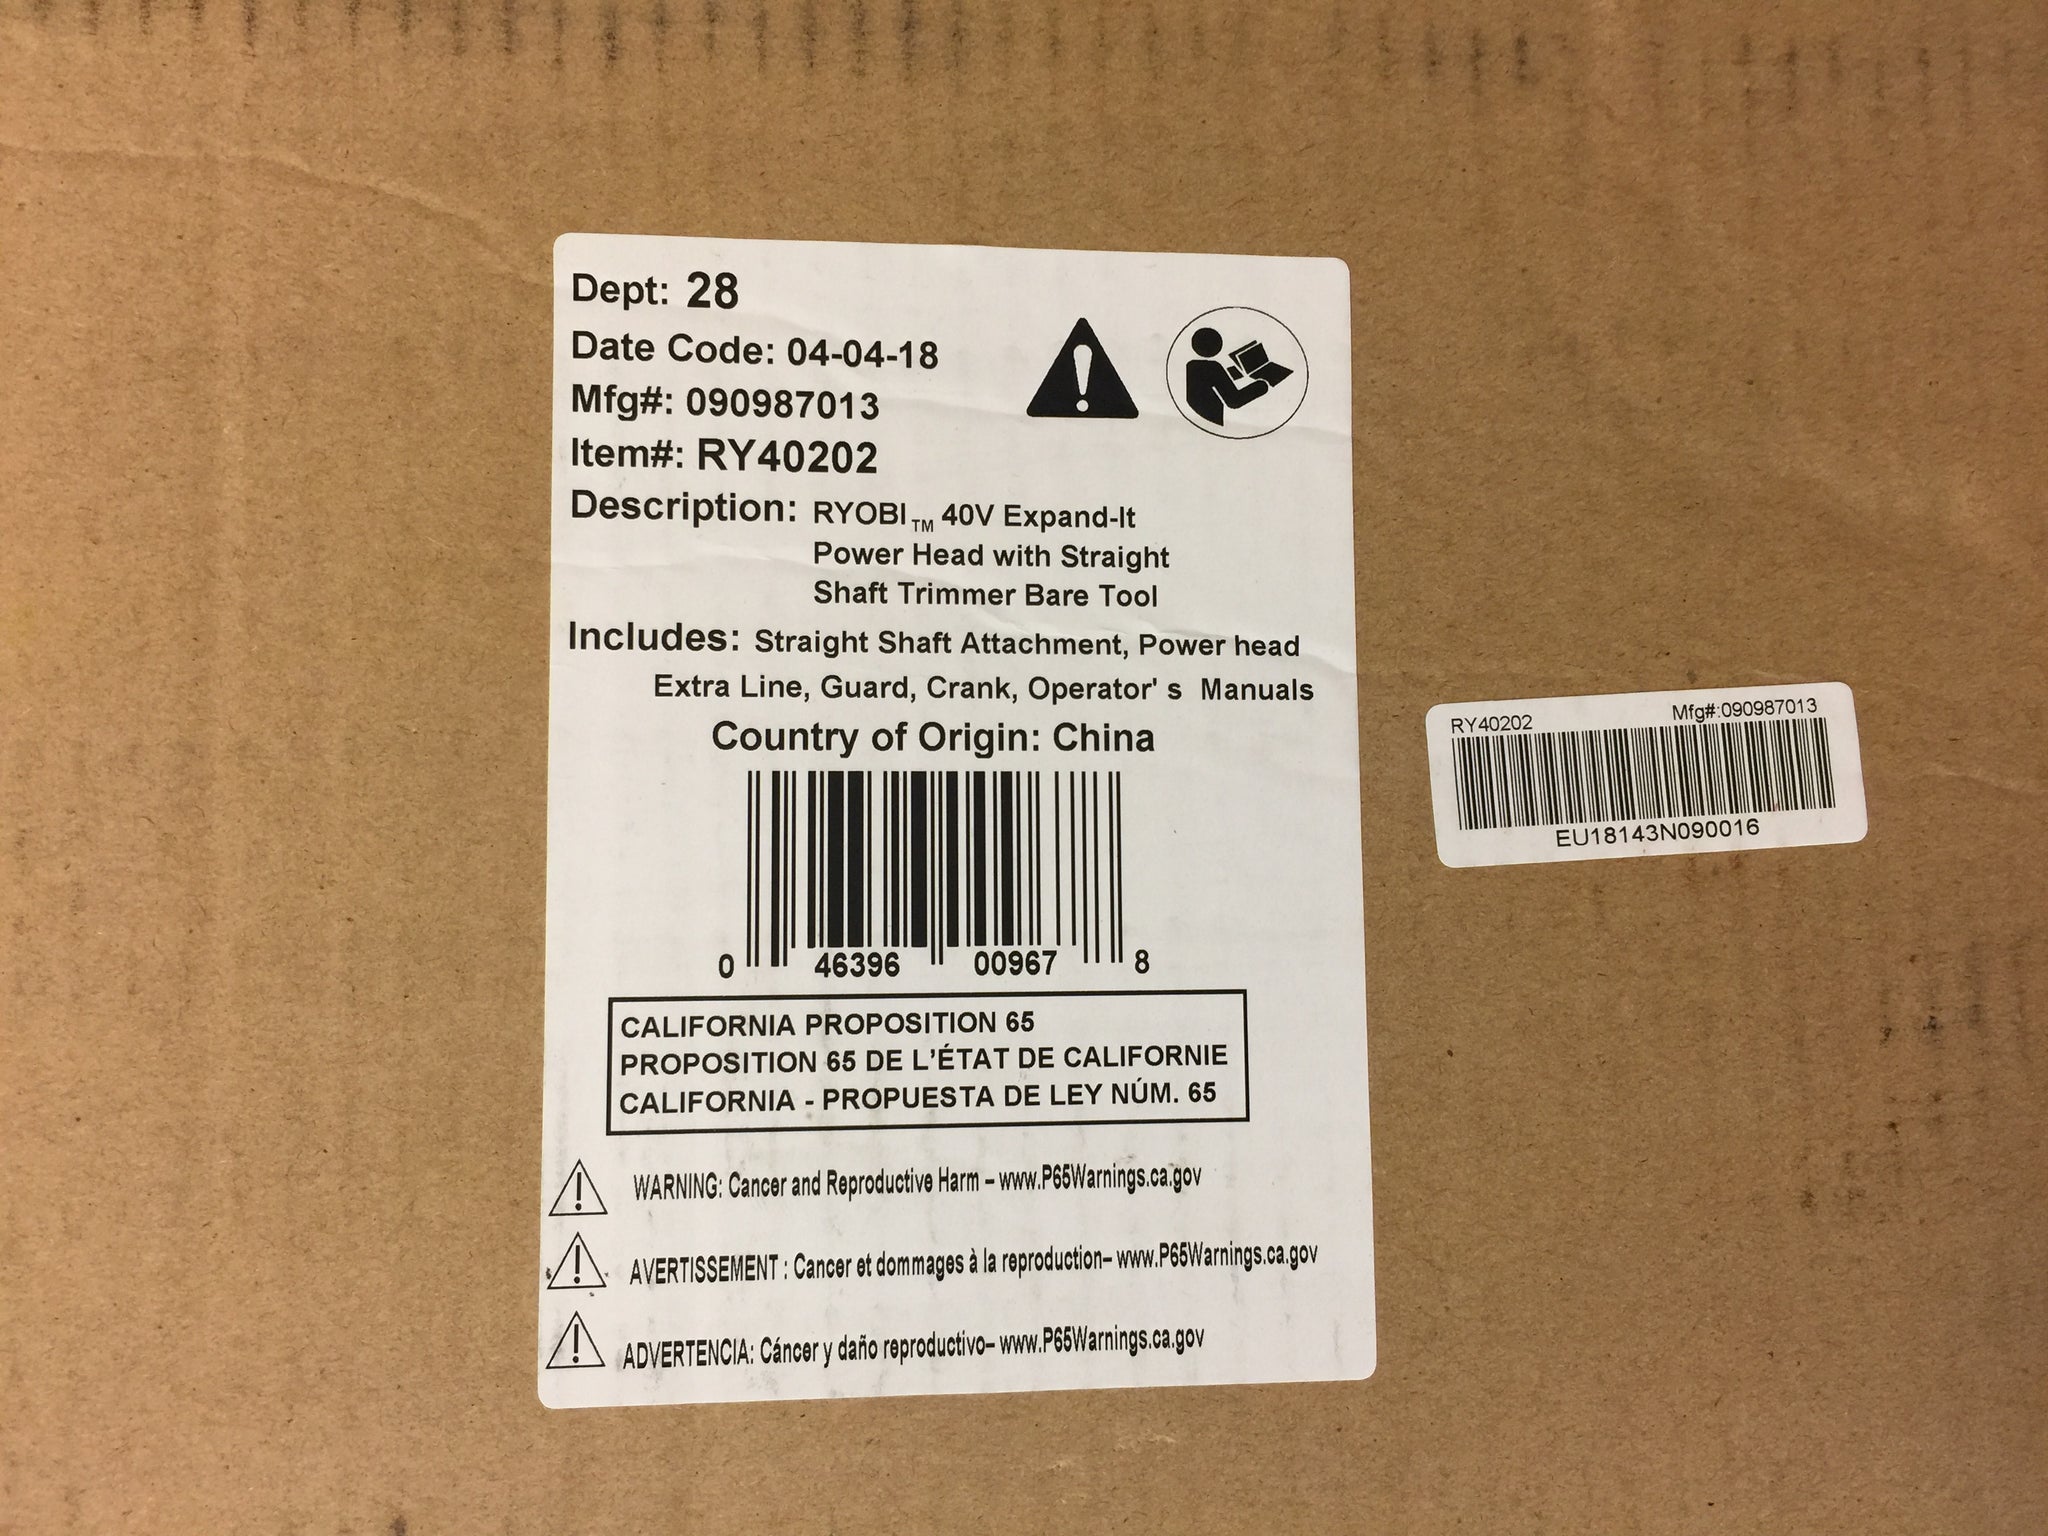 Dept: 28
Date Code: 04-04-18
Mfg#: 090987013
Item#: RY40202
Description: RYOBI™ 40V Expand-It
Power Head with Straight
Shaft Trimmer Bare Tool
Includes: Straight Shaft Attachment, Power head
Extra Line, Guard, Crank, Operator' s Manuals
Country of Origin: China
0 46396 00967 8
CALIFORNIA PROPOSITION 65
PROPOSITION 65 DE L'ÉTAT DE CALIFORNIE
CALIFORNIA - PROPUESTA DE LEY NÚM. 65
WARNING: Cancer and Reproductive Harm – www.P65Warnings.ca.gov
AVERTISSEMENT : Cancer et dommages à la reproduction– www.P65Warnings.ca.gov
ADVERTENCIA: Cáncer y daño reproductivo– www.P65Warnings.ca.gov
RY40202 Mfg#:090987013
EU18143N090016